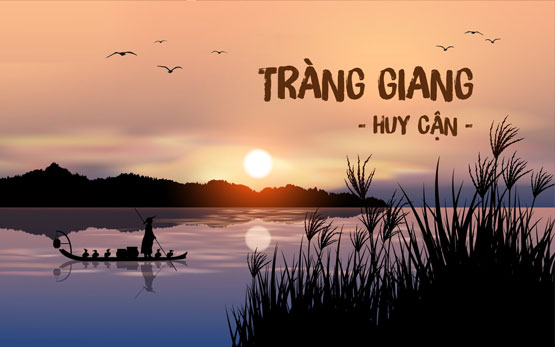 TRÀNG GIANG
- HUY CẬN -